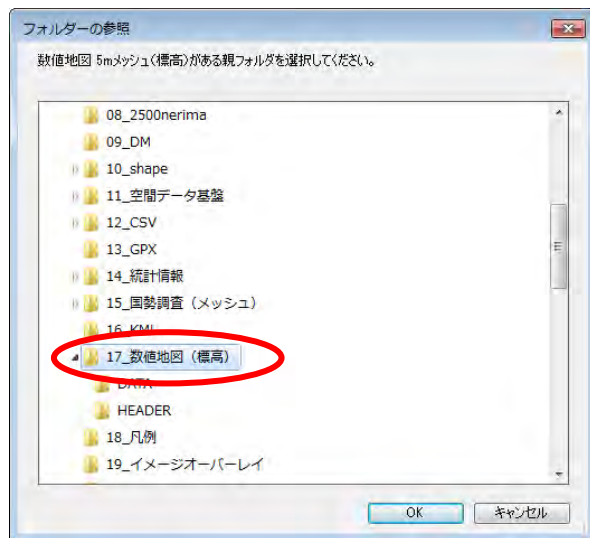 フォルダーの参照
数値地図 5mメッシュ(標高)がある親フォルダを選択してください。
08_2500nerima
09_DM
10_shape
11_空間データ基盤
12_CSV
13_GPX
14_統計情報
15_国勢調査（メッシュ）
16_KML
17_数値地図（標高）
DATA
HEADER
18_凡例
19_イメージオーバーレイ
OK
キャンセル